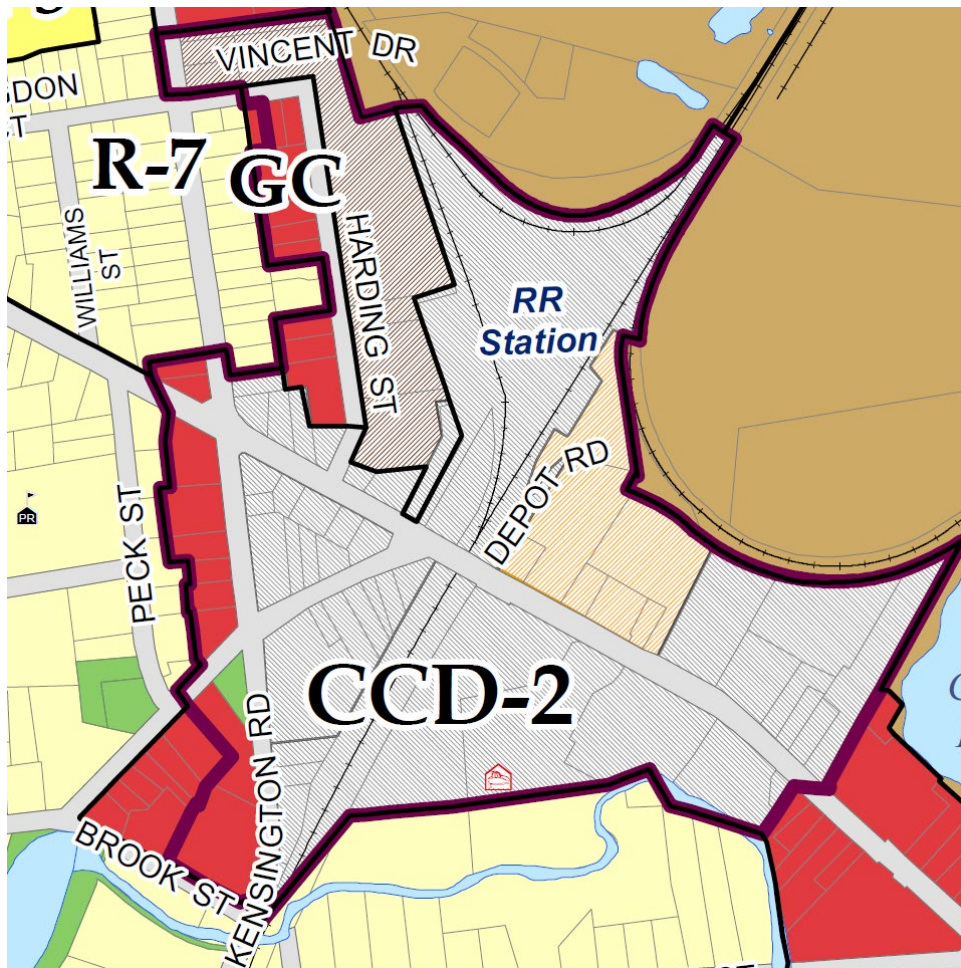 VINCENT DR
GDON
R-7
GC
WILLIAMS
ST
HARDING ST
RR
Station
DEPOT RD
PECK ST
PR
CCD-2
KENSINGTON RD
BROOK ST